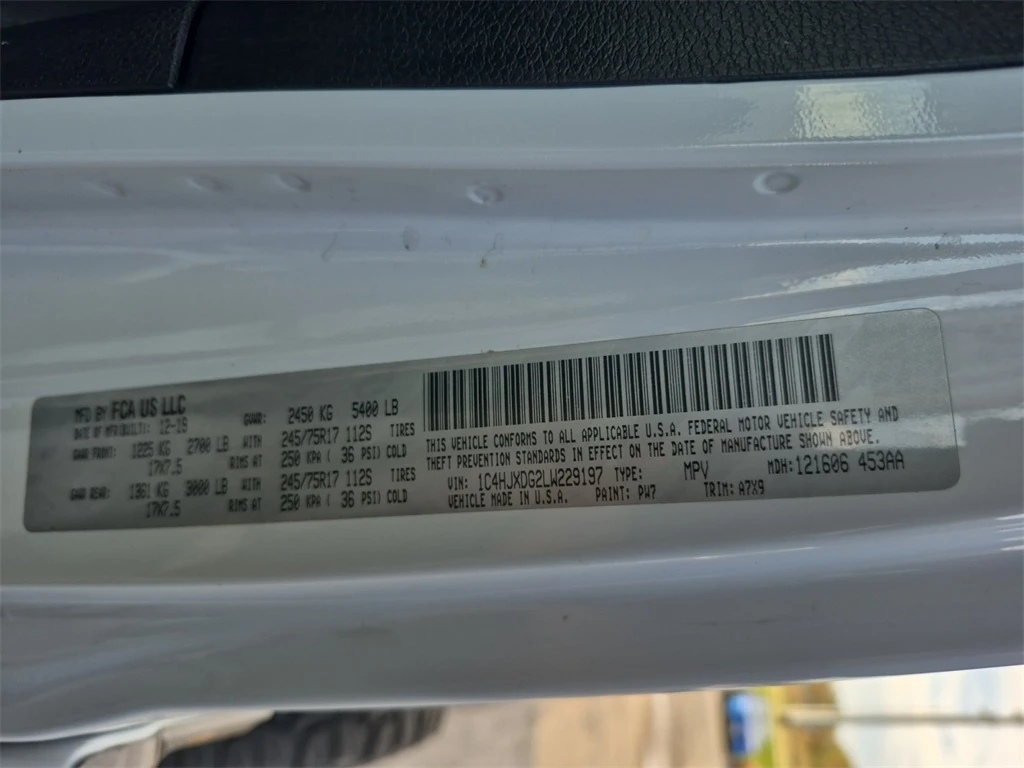 MFD BY FCA US LLC
DATE OF MFR(BUILT): 12-19 GVWR: 2450 KG 5400 LB
GAWR FRONT: 1225 KG 2700 LB WITH 245/75R17 112S TIRES
17X7.5 RIMS AT 250 KPA ( 36 PSI) COLD
GAWR REAR: 1361 KG 3000 LB WITH 245/75R17 112S TIRES
17X7.5 RIMS AT 250 KPA ( 36 PSI) COLD
THIS VEHICLE CONFORMS TO ALL APPLICABLE U.S.A. FEDERAL MOTOR VEHICLE SAFETY AND
THEFT PREVENTION STANDARDS IN EFFECT ON THE DATE OF MANUFACTURE SHOWN ABOVE.
VIN: 1C4HJXDG2LW229197 TYPE: MPV MDH: 121606 453AA
VEHICLE MADE IN U.S.A. PAINT: PW7 TRIM: A7X9